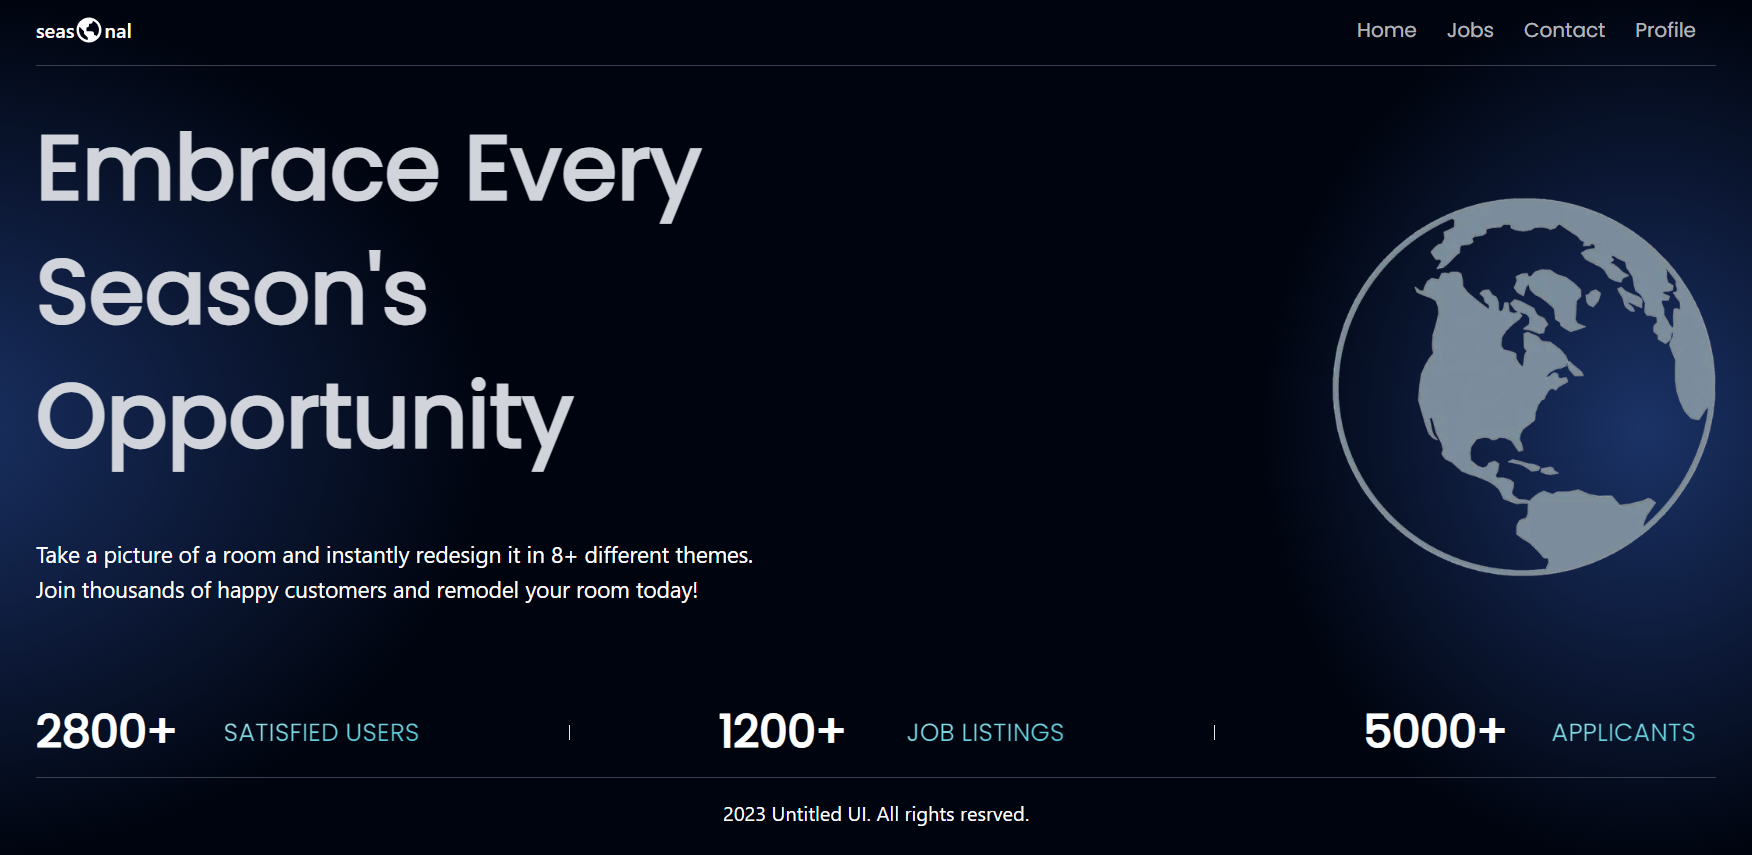 seasonal
Home Jobs Contact Profile
Embrace Every
Season's
Opportunity
Take a picture of a room and instantly redesign it in 8+ different themes.
Join thousands of happy customers and remodel your room today!
2800+ SATISFIED USERS 1200+ JOB LISTINGS 5000+ APPLICANTS
2023 Untitled UI. All rights resrved.